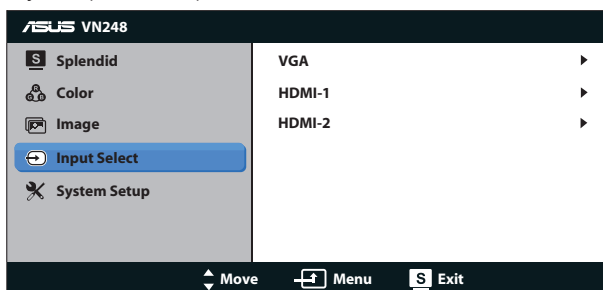 ASUS VN248
S Splendid
Color
Image
Input Select
System Setup
VGA
HDMI-1
HDMI-2
Move Menu S Exit